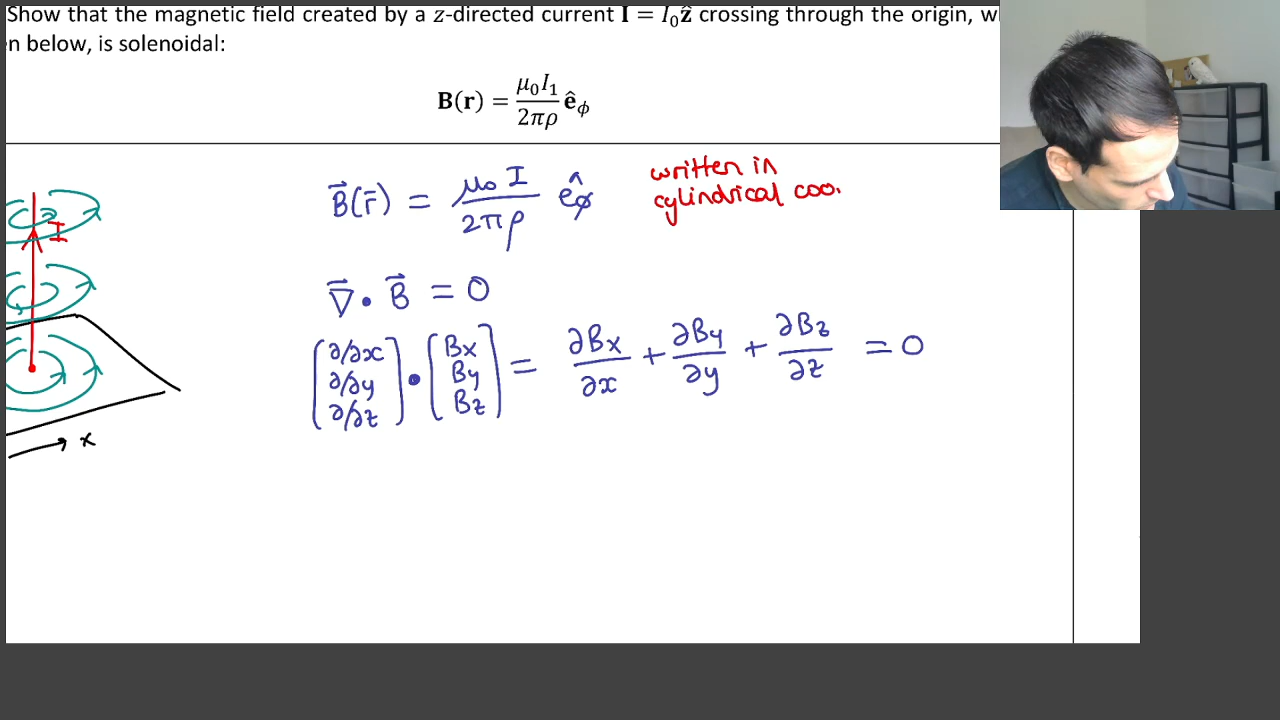 Show that the magnetic field created by a z-directed current I = I₀ẑ crossing through the origin,
n below, is solenoidal:
B(r) = μ₀I₁/2πρ ê_ϕ
B⃗(r̄) = μ₀ I/2πρ ê_ϕ
written in
cylindrical coo.
I
∇⃗ · B⃗ = 0
[∂/∂x ∂/∂y ∂/∂z] · [Bx By Bz] = ∂Bx/∂x + ∂By/∂y + ∂Bz/∂z = 0
x